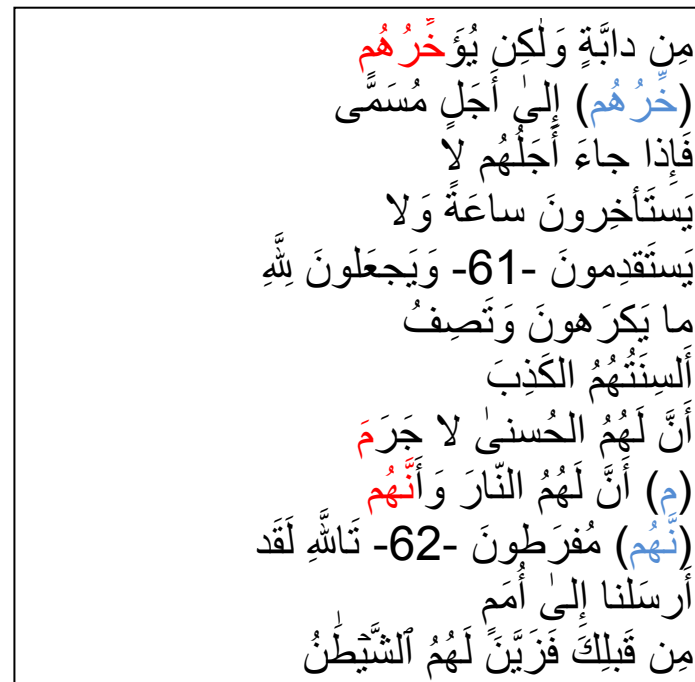 مِن دابَّةٍ وَلٰكِن يُؤَخِّرُهُم
(خِّرُهُم) إِلىٰ أَجَلٍ مُسَمًّى
فَإِذا جاءَ أَجَلُهُم لا
يَستَأخِرونَ ساعَةً وَلا
يَستَقدِمونَ -61- وَيَجعَلونَ لِلَّهِ
ما يَكرَهونَ وَتَصِفُ
أَلسِنَتُهُمُ الكَذِبَ
أَنَّ لَهُمُ الحُسنىٰ لا جَرَمَ
(م) أَنَّ لَهُمُ النّارَ وَأَنَّهُم
(نَّهُم) مُفرَطونَ -62- تَاللَّهِ لَقَد
أَرسَلنا إِلىٰ أُمَمٍ
مِن قَبلِكَ فَزَيَّنَ لَهُمُ ٱلشَّيْطَٰنُ